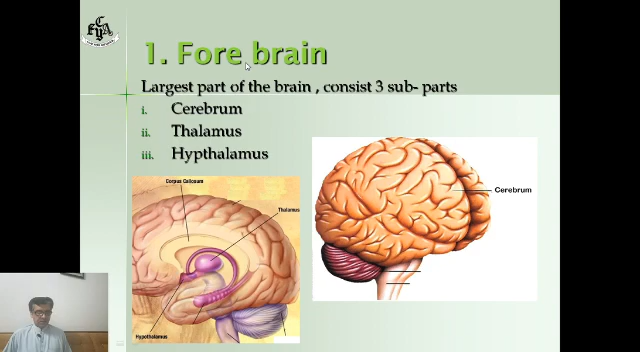 1. Fore brain
Largest part of the brain , consist 3 sub- parts
i. Cerebrum
ii. Thalamus
iii. Hypthalamus
Corpus Callosum
Thalamus
Hypothalamus
Cerebrum